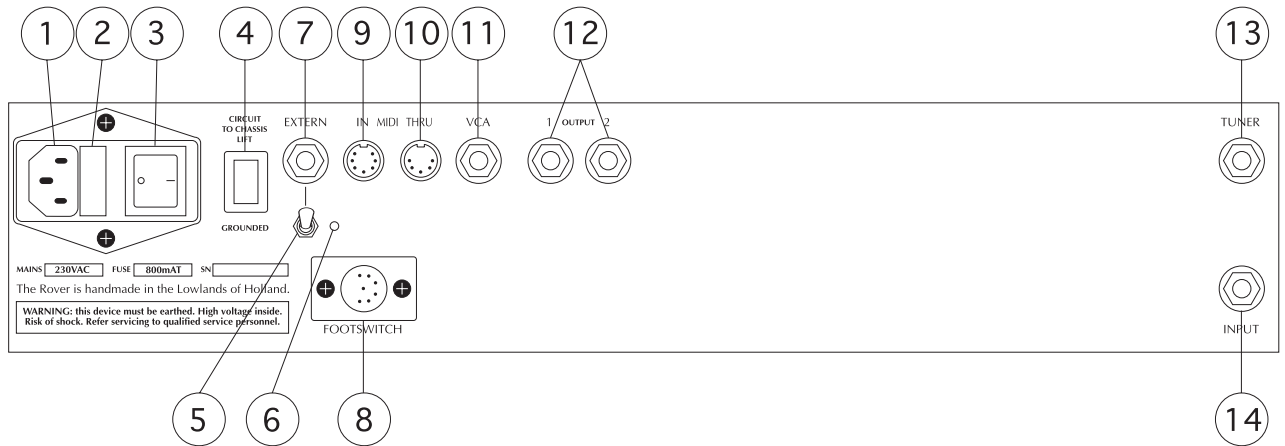 1 2 3 4 7 9 10 11 12 13
CIRCUIT
TO CHASSIS
LIFT
EXTERN
IN MIDI THRU
VCA
1 OUTPUT 2
TUNER
GROUNDED
MAINS 230VAC FUSE 800mAT SN
The Rover is handmade in the Lowlands of Holland.
WARNING: this device must be earthed. High voltage inside.
Risk of shock. Refer servicing to qualified service personnel.
FOOTSWITCH
INPUT
5 6 8 14